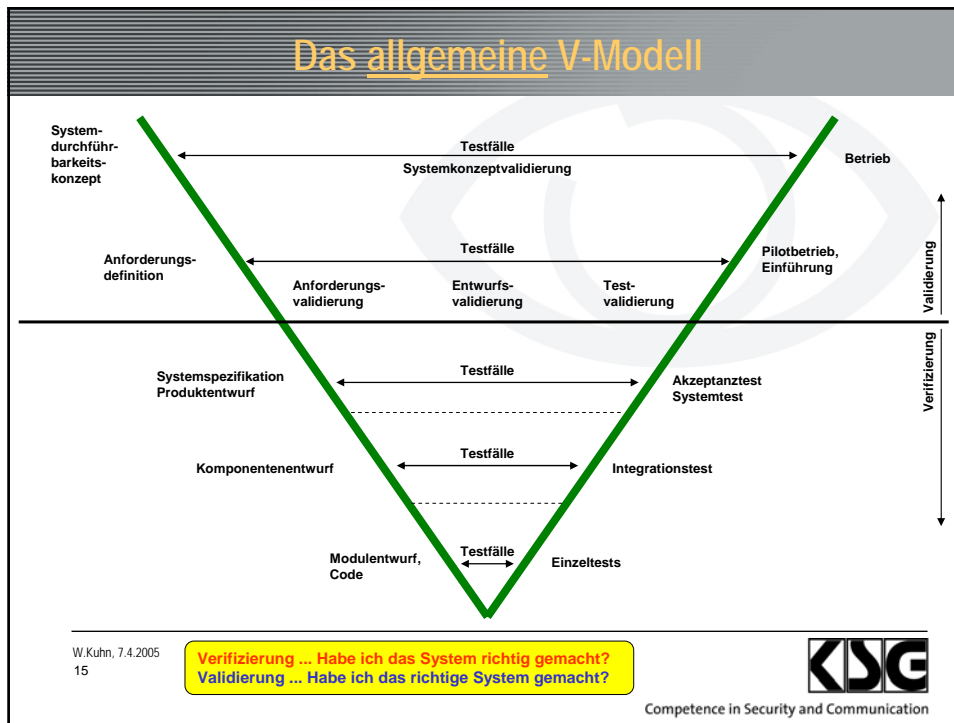 Das allgemeine V-Modell
System-
durchführ-
barkeits-
konzept
Testfälle
Systemkonzeptvalidierung
Betrieb
Anforderungs-
definition
Testfälle
Pilotbetrieb,
Einführung
Anforderungs-
validierung
Entwurfs-
validierung
Test-
validierung
Validierung
Verifizierung
Systemspezifikation
Produktentwurf
Testfälle
Akzeptanztest
Systemtest
Komponentenentwurf
Testfälle
Integrationstest
Modulentwurf,
Code
Testfälle
Einzeltests
W.Kuhn, 7.4.2005
15
Verifizierung ... Habe ich das System richtig gemacht?
Validierung ... Habe ich das richtige System gemacht?
KSG
Competence in Security and Communication